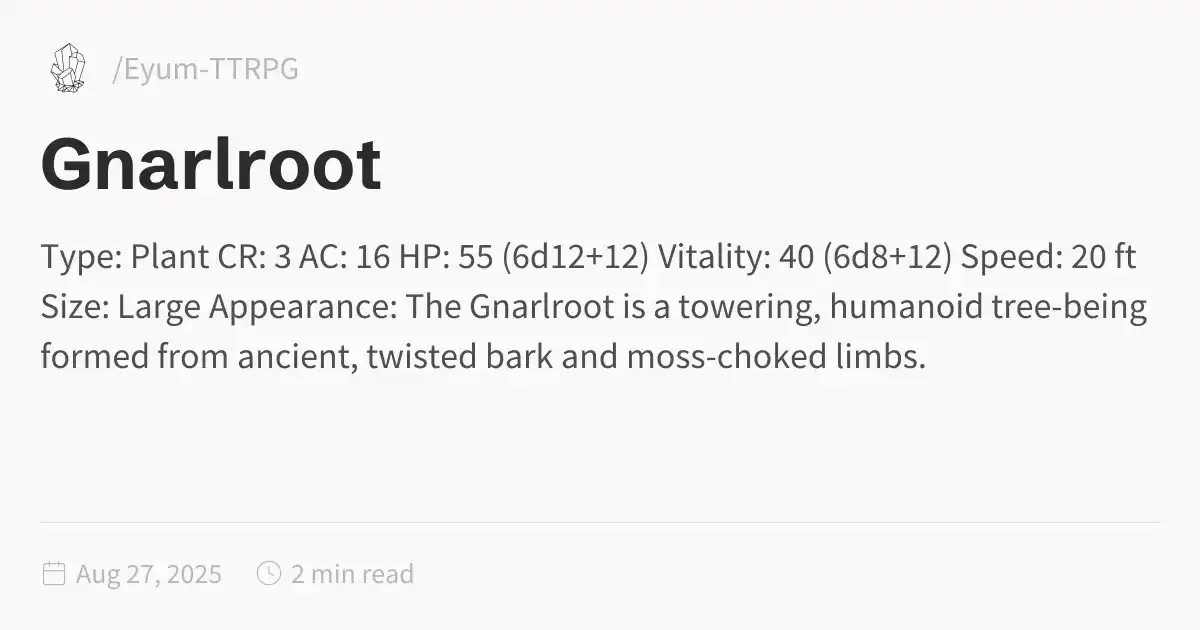 /Eyum-TTRPG
Gnarlroot
Type: Plant CR: 3 AC: 16 HP: 55 (6d12+12) Vitality: 40 (6d8+12) Speed: 20 ft
Size: Large Appearance: The Gnarlroot is a towering, humanoid tree-being
formed from ancient, twisted bark and moss-choked limbs.
Aug 27, 2025 2 min read